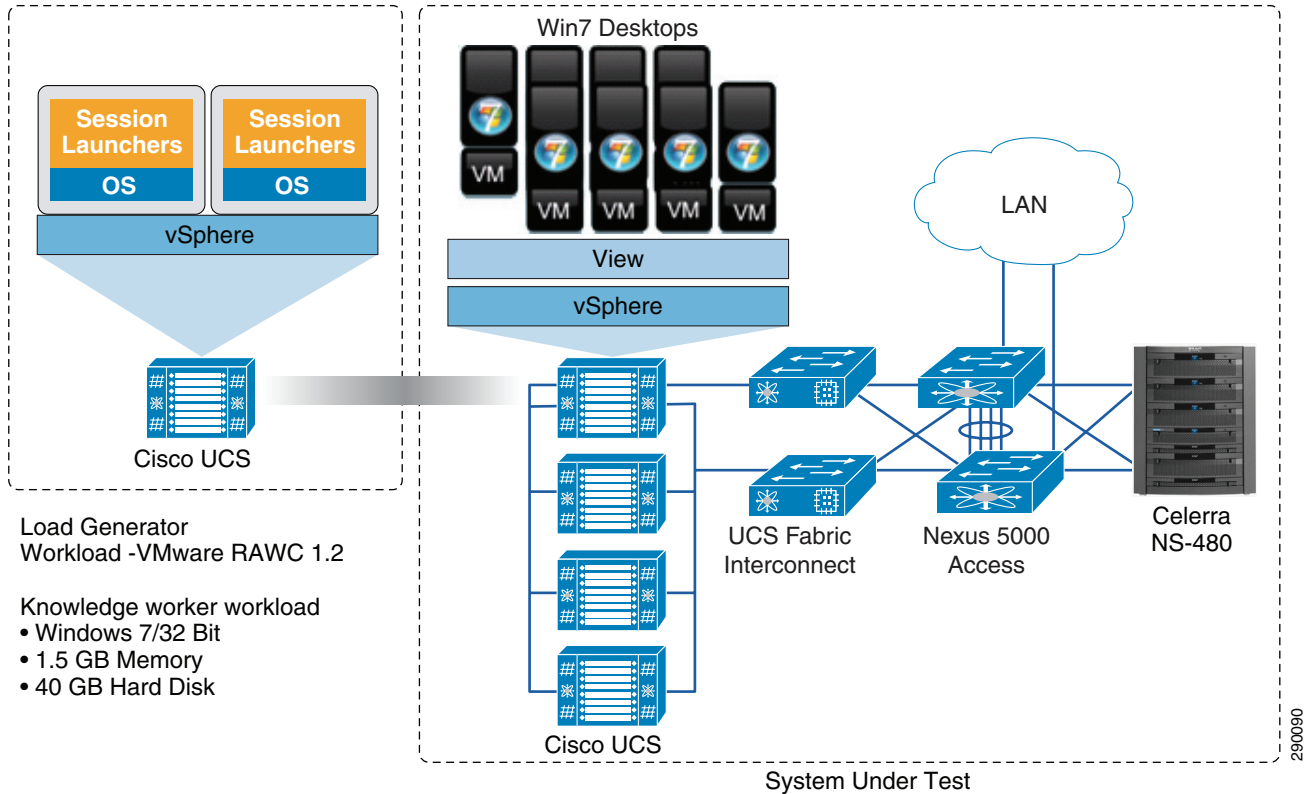 Session
Launchers
OS
Session
Launchers
OS
vSphere
Cisco UCS
Load Generator
Workload -VMware RAWC 1.2
Knowledge worker workload
• Windows 7/32 Bit
• 1.5 GB Memory
• 40 GB Hard Disk
Win7 Desktops
VM
VM
VM
VM
VM
View
vSphere
LAN
UCS Fabric
Interconnect
Nexus 5000
Access
Celerra
NS-480
Cisco UCS
System Under Test
290090